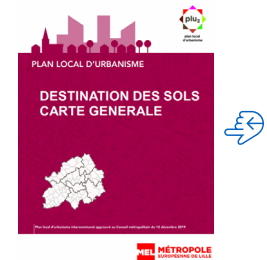 plu2
plan local
d'urbanisme
PLAN LOCAL D'URBANISME
DESTINATION DES SOLS
CARTE GENERALE
Plan local d'urbanisme intercommunal approuvé au Conseil métropolitain du 12 décembre 2019
MEL MÉTROPOLE
EUROPÉENNE DE LILLE